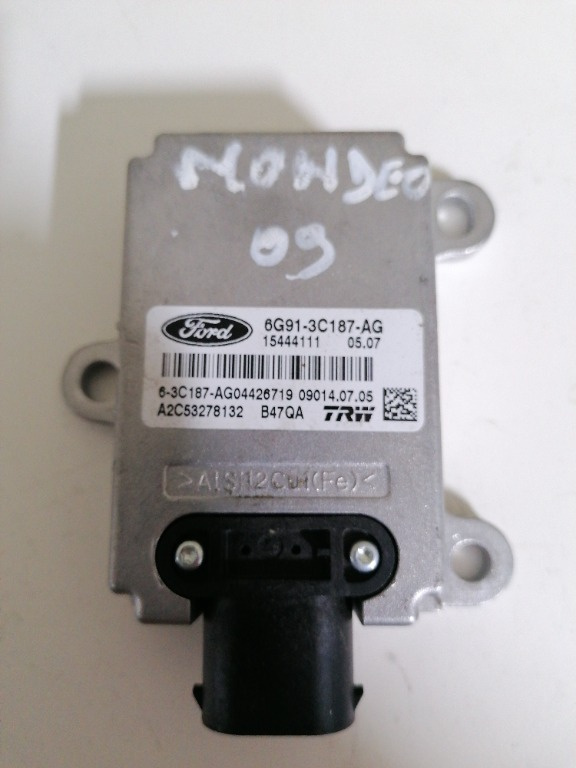 MONDEO
09
Ford 6G91-3C187-AG
15444111 05.07
6-3C187-AG04426719 09014.07.05
A2C53278132 B47QA TRW
>AlSi12Cu1(Fe)<